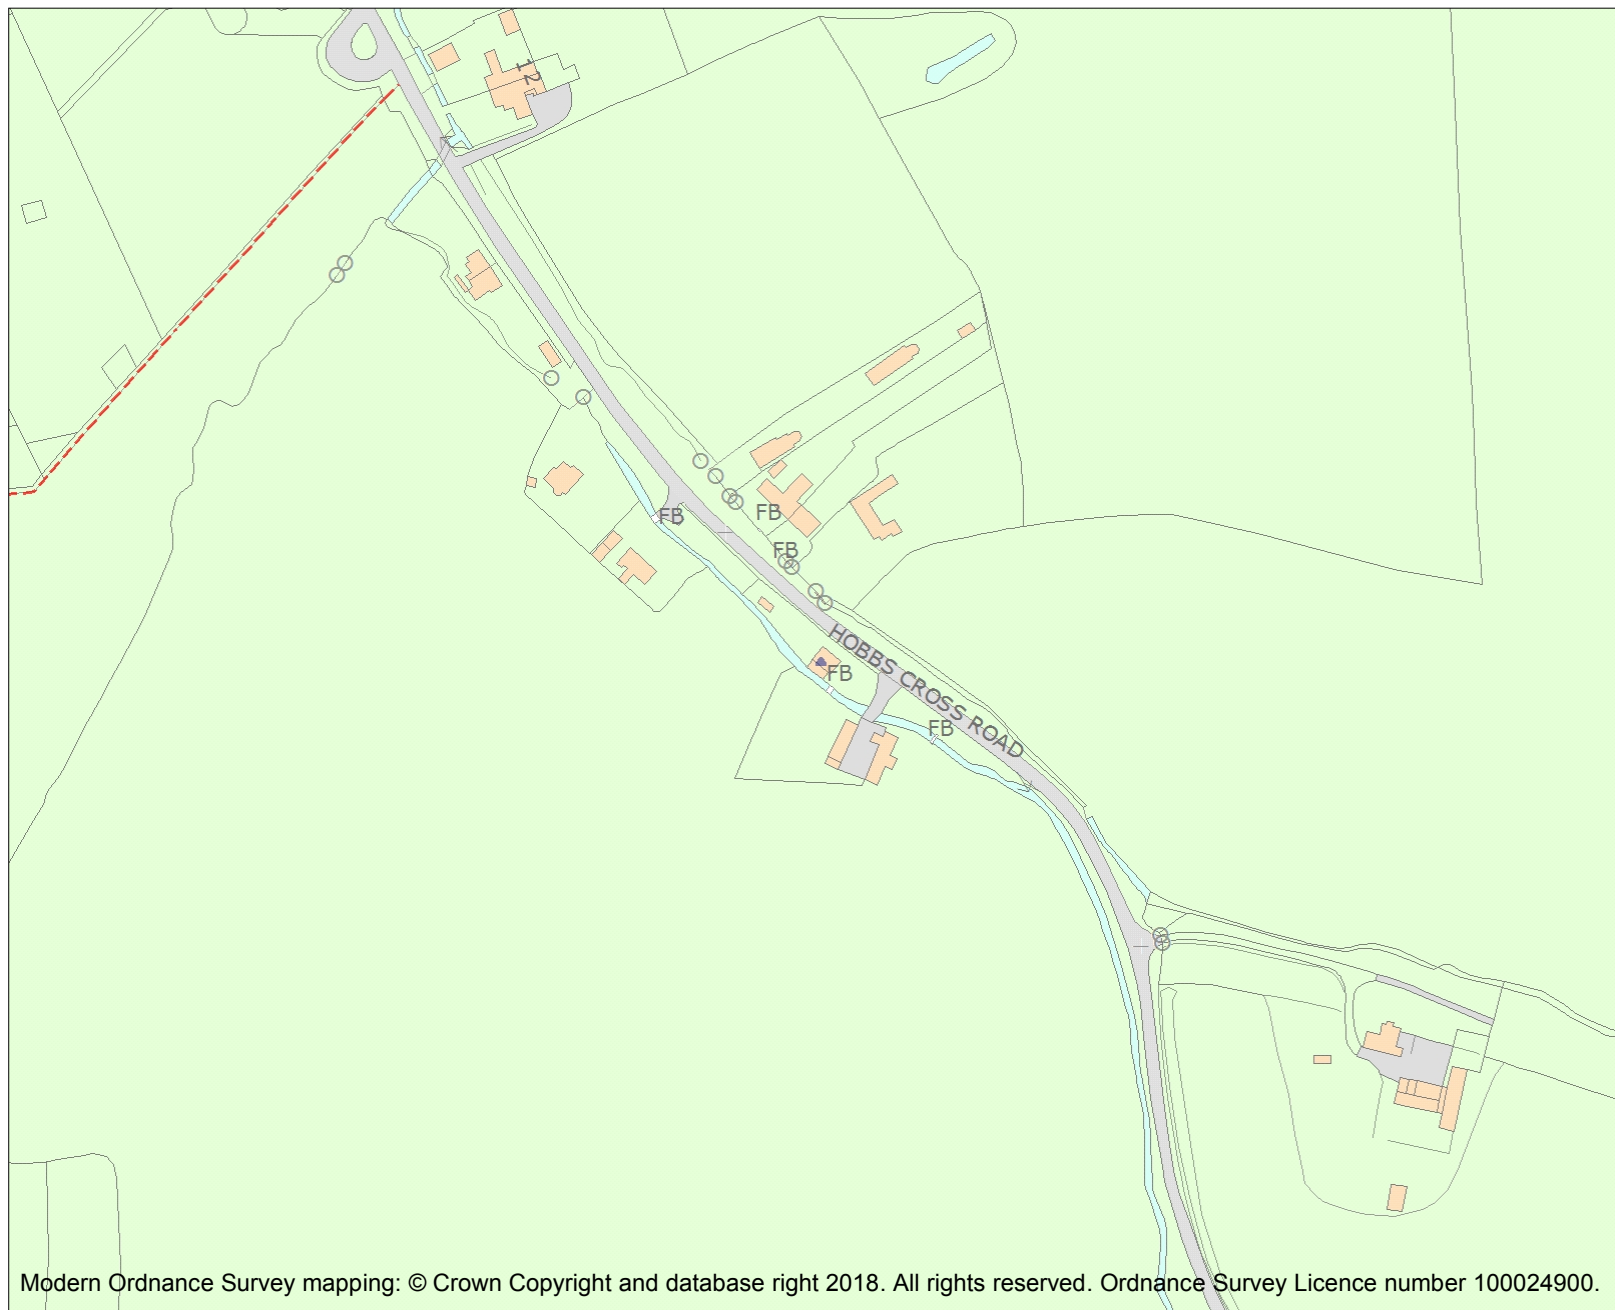 12
FB
FB
FB
HOBBS CROSS ROAD
FB
FB
Modern Ordnance Survey mapping: © Crown Copyright and database right 2018. All rights reserved. Ordnance Survey Licence number 100024900.